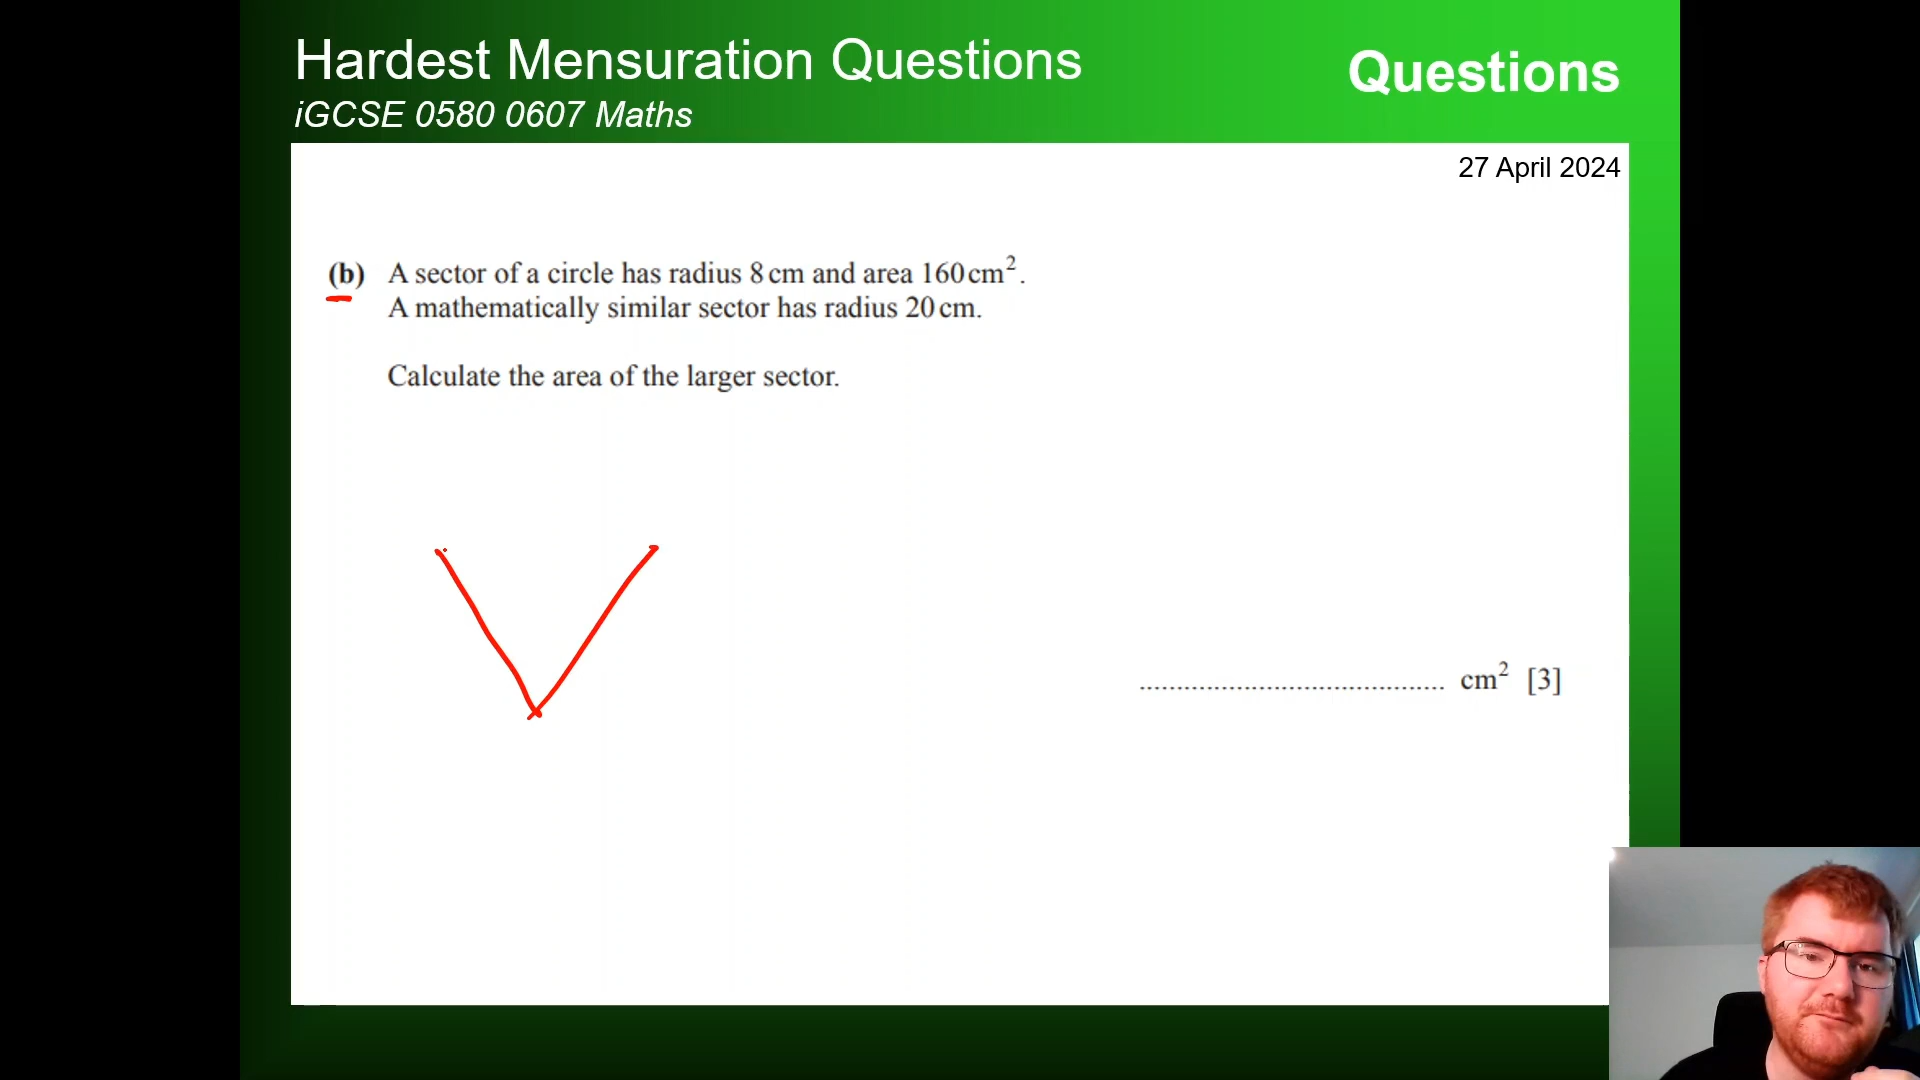 Hardest Mensuration Questions
iGCSE 0580 0607 Maths
Questions
27 April 2024
(b) A sector of a circle has radius 8 cm and area 160 cm².
A mathematically similar sector has radius 20 cm.
Calculate the area of the larger sector.
........................................ cm² [3]